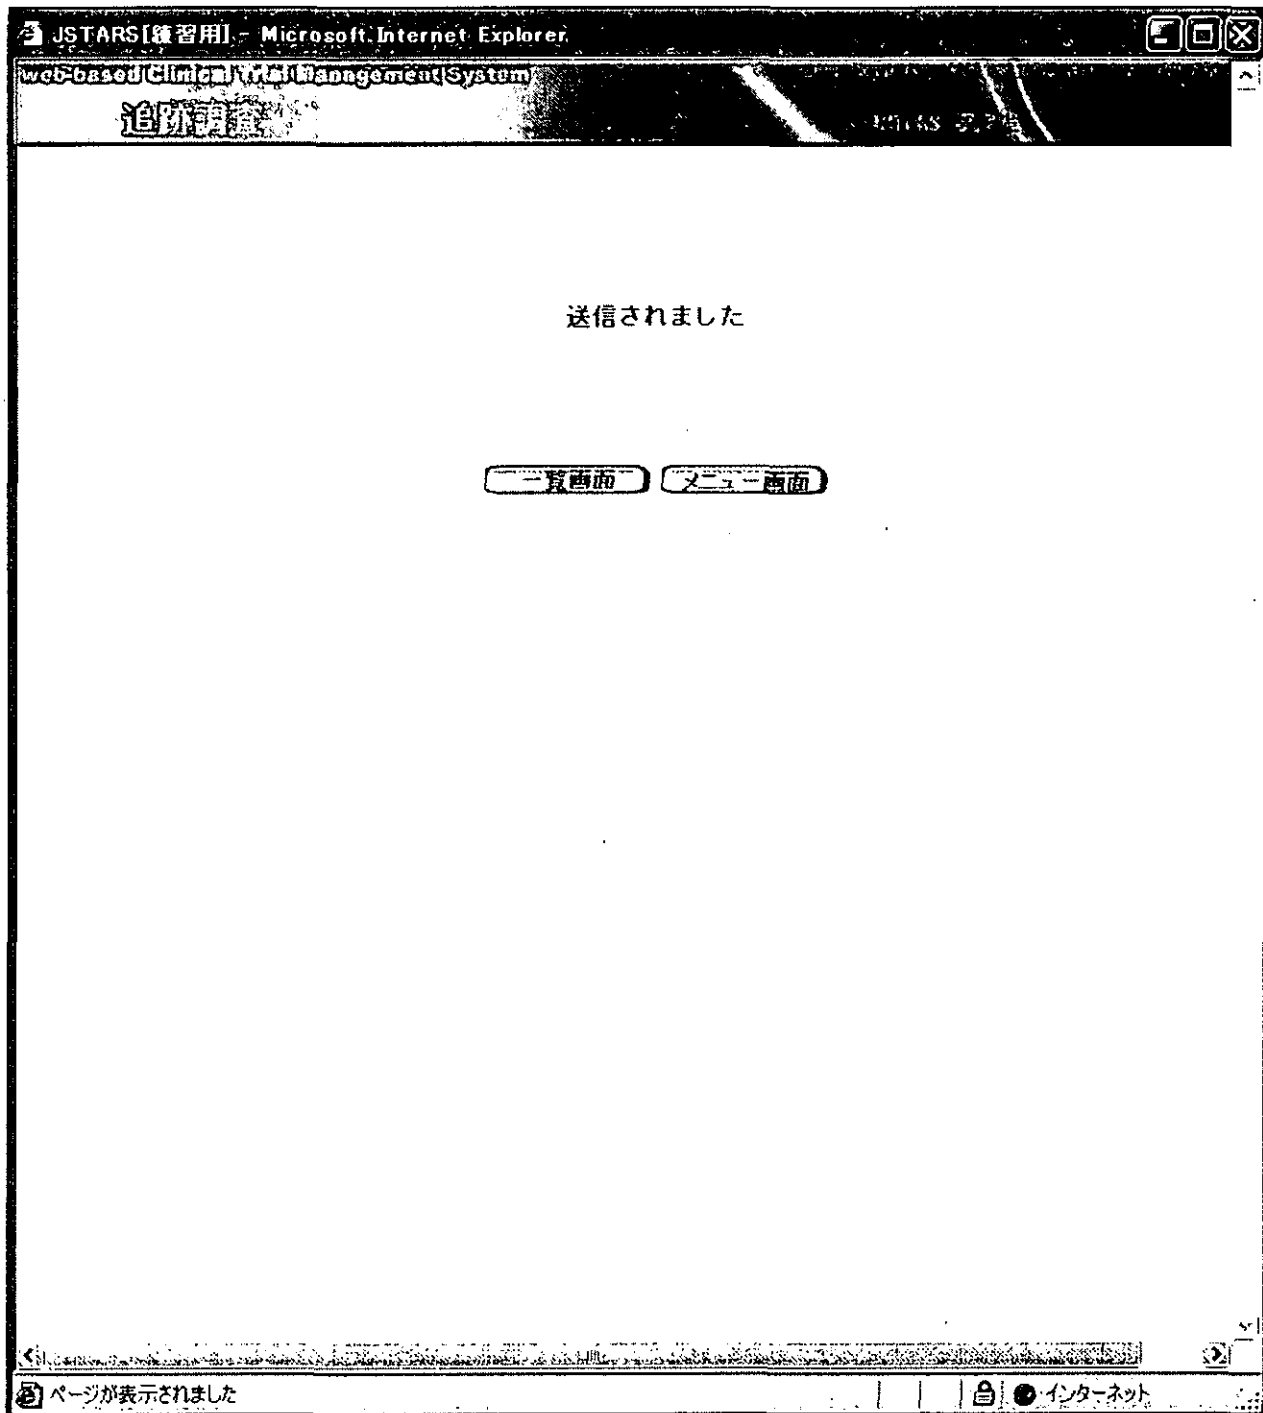 JSTARS[練習用] - Microsoft Internet Explorer
web-based Clinical Trial Management System
追跡調査
送信されました
一覧画面 メニュー画面
ページが表示されました インターネット